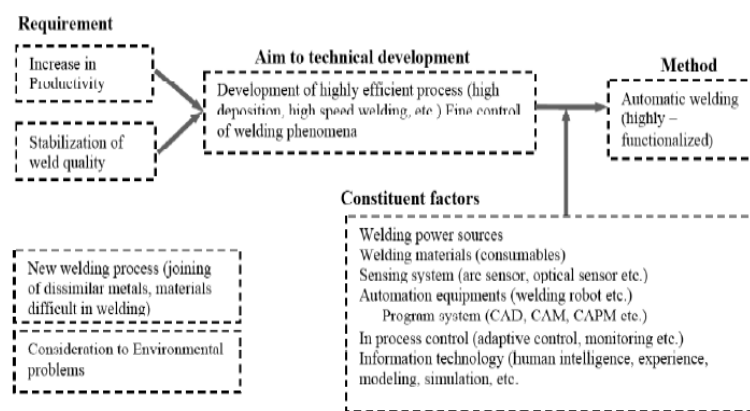 Requirement
Increase in
Productivity
Stabilization of
weld quality
Aim to technical development
Development of highly efficient process (high
deposition, high speed welding, etc ) Fine control
of welding phenomena
Method
Automatic welding
(highly –
functionalized)
Constituent factors
Welding power sources
Welding materials (consumables)
Sensing system (arc sensor, optical sensor etc.)
Automation equipments (welding robot etc.)
Program system (CAD, CAM, CAPM etc.)
In process control (adaptive control, monitoring etc.)
Information technology (human intelligence, experience,
modeling, simulation, etc.
New welding process (joining
of dissimilar metals, materials
difficult in welding)
Consideration to Environmental
problems